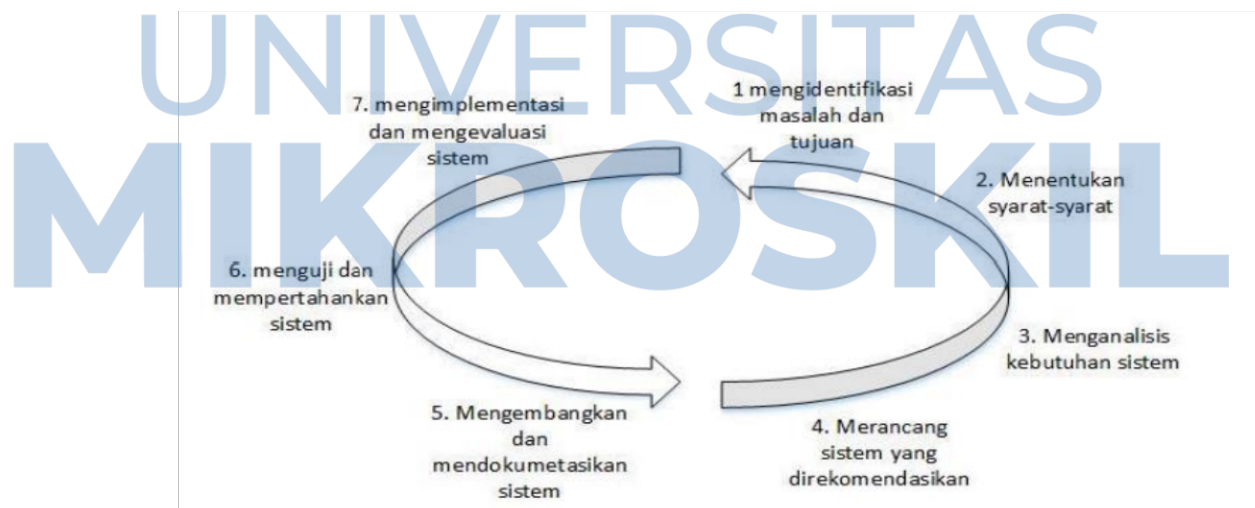 UNIVERSITAS
MIKROSKIL
1 mengidentifikasi
masalah dan
tujuan
2. Menentukan
syarat-syarat
3. Menganalisis
kebutuhan sistem
4. Merancang
sistem yang
direkomendasikan
5. Mengembangkan
dan
mendokumetasikan
sistem
6. menguji dan
mempertahankan
sistem
7. mengimplementasi
dan mengevaluasi
sistem